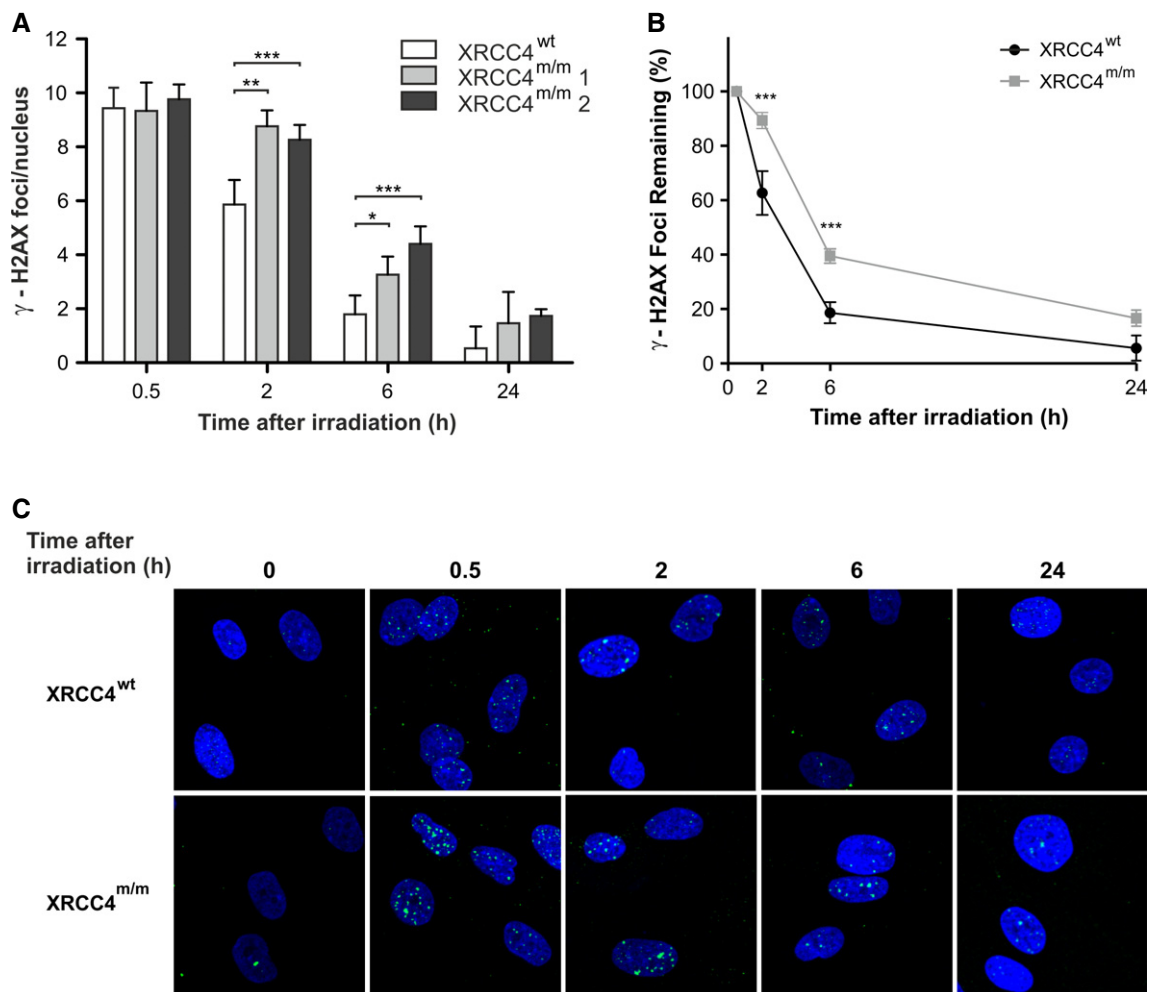 A
12
10
8
6
4
2
0
γ - H2AX foci/nucleus
***
**
***
*
XRCC4wt
XRCC4m/m 1
XRCC4m/m 2
0.5
2
6
24
Time after irradiation (h)
B
100
80
60
40
20
0
γ - H2AX Foci Remaining (%)
***
***
XRCC4wt
XRCC4m/m
0
2
6
24
Time after irradiation (h)
C
Time after
irradiation (h)
0
0.5
2
6
24
XRCC4wt
XRCC4m/m